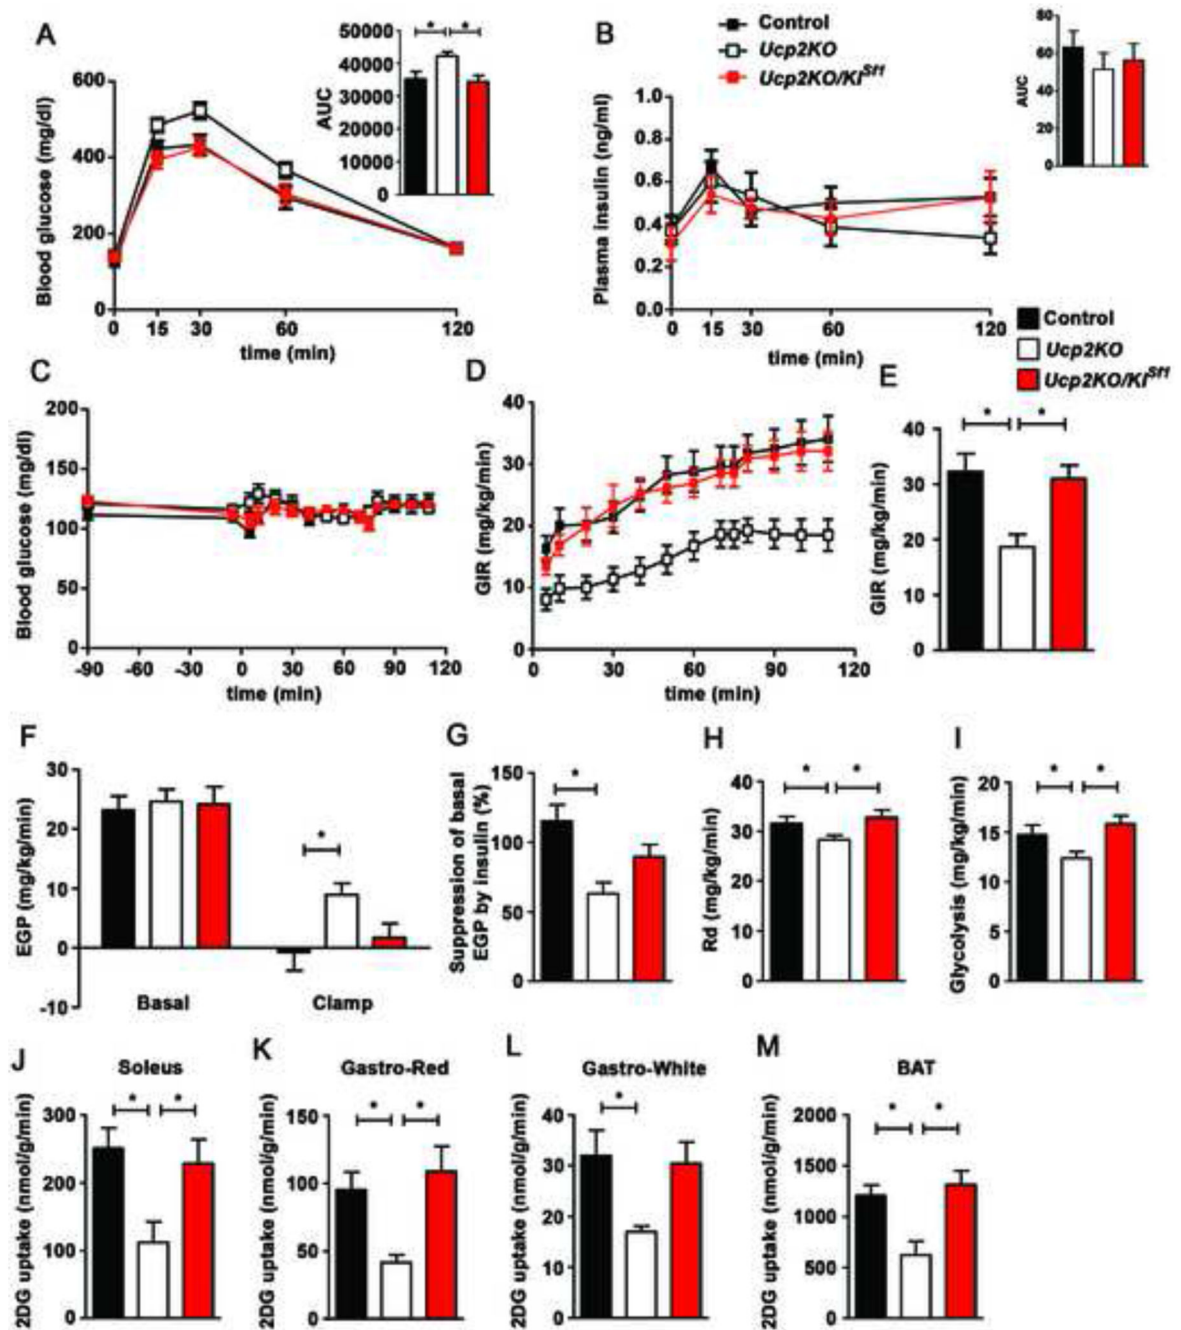 A
Blood glucose (mg/dl)
600
400
200
0
0 15 30 60 120
time (min)
AUC
50000
40000
30000
20000
10000
0
* *
B
Control
Ucp2KO
Ucp2KO/KI^Sf1
Plasma insulin (ng/ml)
1.0
0.8
0.6
0.4
0.2
0.0
0 15 30 60 120
time (min)
AUC
80
60
40
20
0
Control
Ucp2KO
Ucp2KO/KI^Sf1
C
Blood glucose (mg/dl)
200
150
100
50
0
-90 -60 -30 0 30 60 90 120
time (min)
D
GIR (mg/kg/min)
40
30
20
10
0
0 30 60 90 120
time (min)
E
GIR (mg/kg/min)
40
30
20
10
0
* *
F
EGP (mg/kg/min)
30
20
10
0
-10
*
Basal Clamp
G
Suppression of basal
EGP by insulin (%)
150
100
50
0
*
H
Rd (mg/kg/min)
40
30
20
10
0
* *
I
Glycolysis (mg/kg/min)
20
15
10
5
0
* *
J
Soleus
2DG uptake (nmol/g/min)
300
200
100
0
* *
K
Gastro-Red
2DG uptake (nmol/g/min)
150
100
50
0
* *
L
Gastro-White
2DG uptake (nmol/g/min)
40
30
20
10
0
*
M
BAT
2DG uptake (nmol/g/min)
2000
1500
1000
500
0
* *